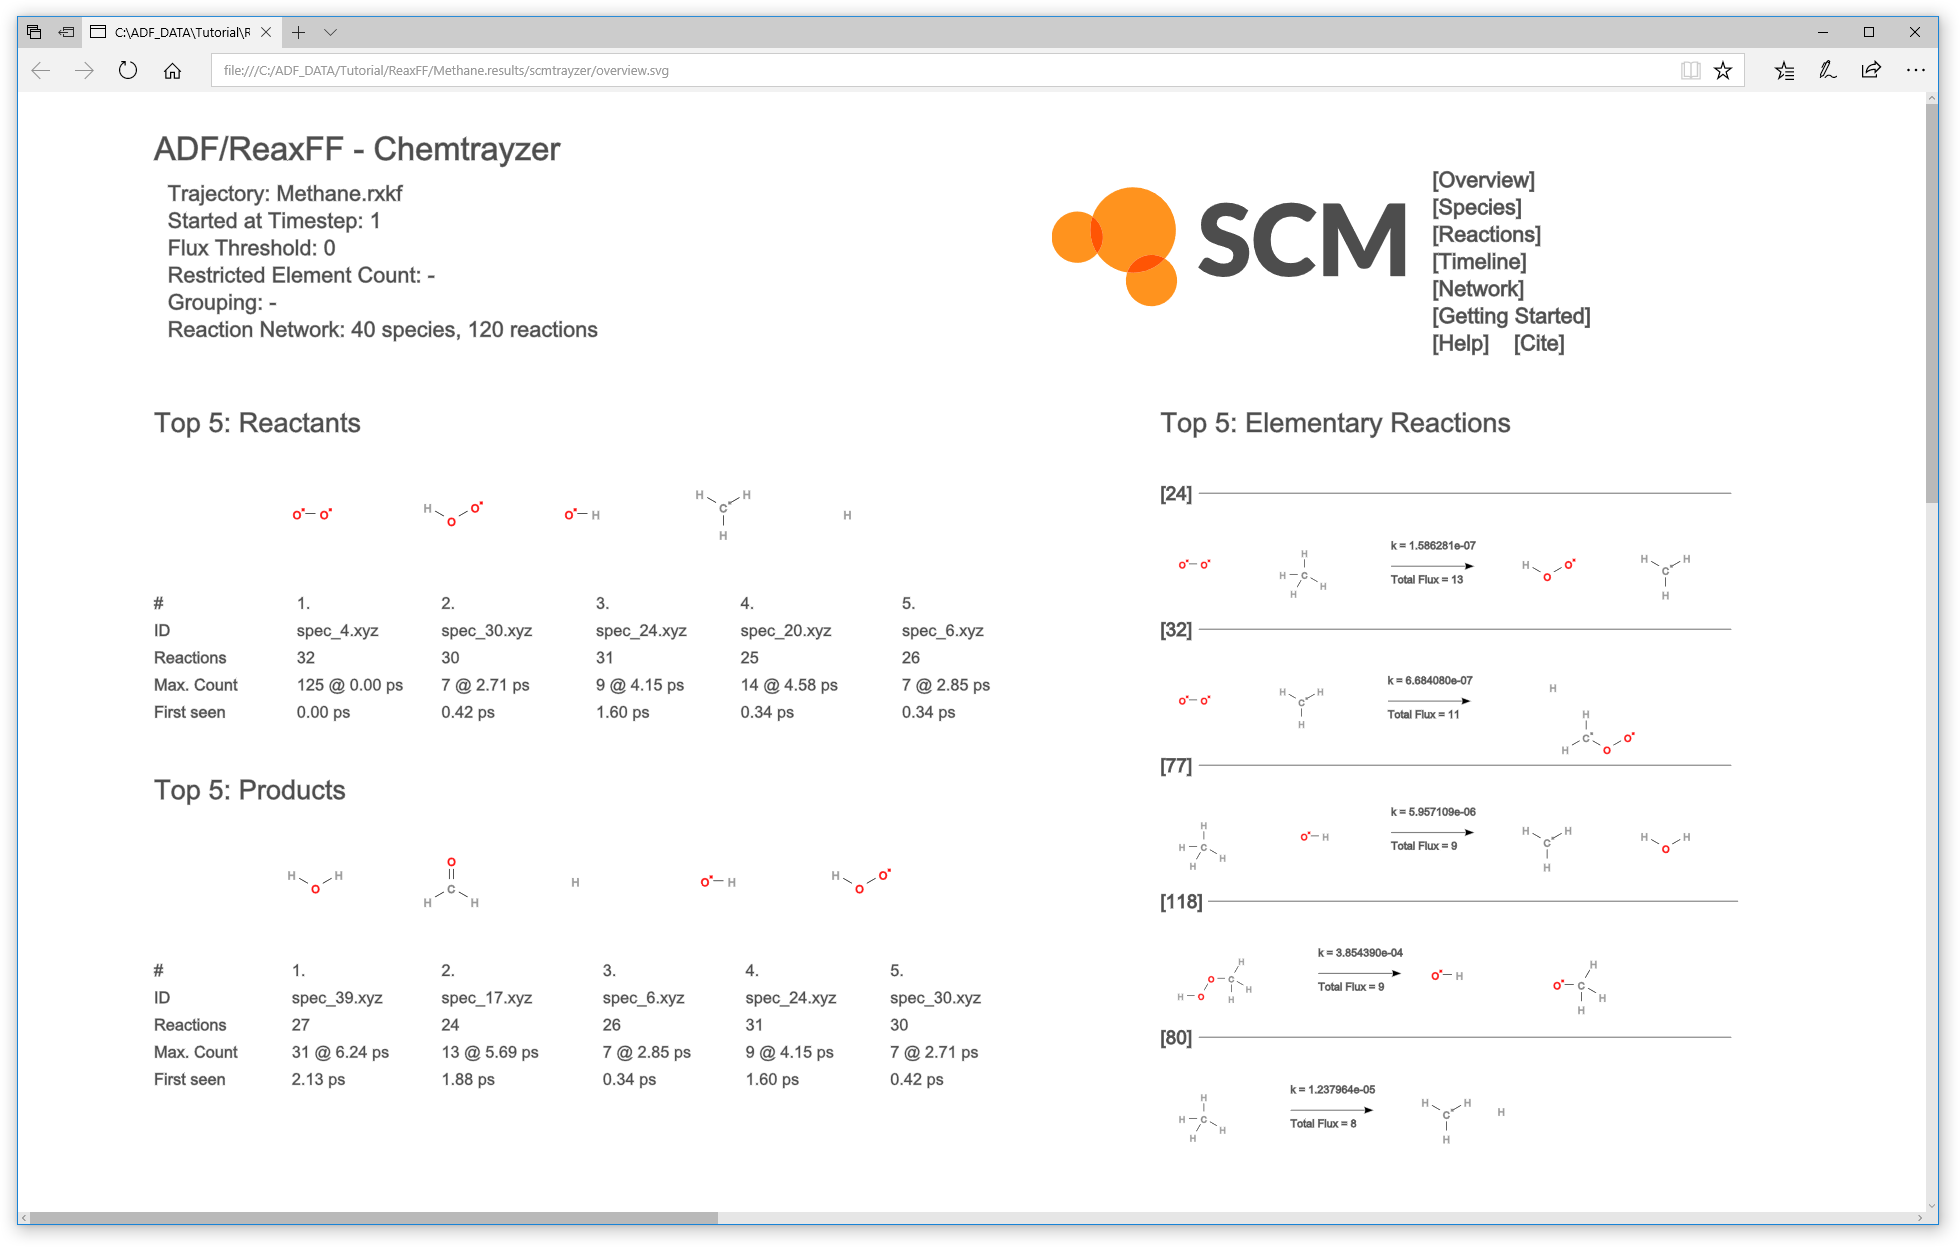 C:\ADF_DATA\Tutorial\R
file:///C:/ADF_DATA/Tutorial/ReaxFF/Methane.results/scmtrayzer/overview.svg
ADF/ReaxFF - Chemtrayzer
Trajectory: Methane.rxkf
Started at Timestep: 1
Flux Threshold: 0
Restricted Element Count: -
Grouping: -
Reaction Network: 40 species, 120 reactions
SCM
[Overview]
[Species]
[Reactions]
[Timeline]
[Network]
[Getting Started]
[Help] [Cite]
Top 5: Reactants
O O H O O O H H C H H H
# 1. 2. 3. 4. 5.
ID spec_4.xyz spec_30.xyz spec_24.xyz spec_20.xyz spec_6.xyz
Reactions 32 30 31 25 26
Max. Count 125 @ 0.00 ps 7 @ 2.71 ps 9 @ 4.15 ps 14 @ 4.58 ps 7 @ 2.85 ps
First seen 0.00 ps 0.42 ps 1.60 ps 0.34 ps 0.34 ps
Top 5: Products
H O H O C H H H O H H O O
# 1. 2. 3. 4. 5.
ID spec_39.xyz spec_17.xyz spec_6.xyz spec_24.xyz spec_30.xyz
Reactions 27 24 26 31 30
Max. Count 31 @ 6.24 ps 13 @ 5.69 ps 7 @ 2.85 ps 9 @ 4.15 ps 7 @ 2.71 ps
First seen 2.13 ps 1.88 ps 0.34 ps 1.60 ps 0.42 ps
Top 5: Elementary Reactions
[24]
k = 1.586281e-07
O O H H C H H H O O H C H H
Total Flux = 13
[32]
k = 6.684080e-07
O O H C H H H H C H O O
Total Flux = 11
[77]
k = 5.957109e-06
H H C H H O H H C H H H O H
Total Flux = 9
[118]
k = 3.854390e-04
H O O C H H H O H O C H H H
Total Flux = 9
[80]
k = 1.237964e-05
H H C H H H C H H H
Total Flux = 8